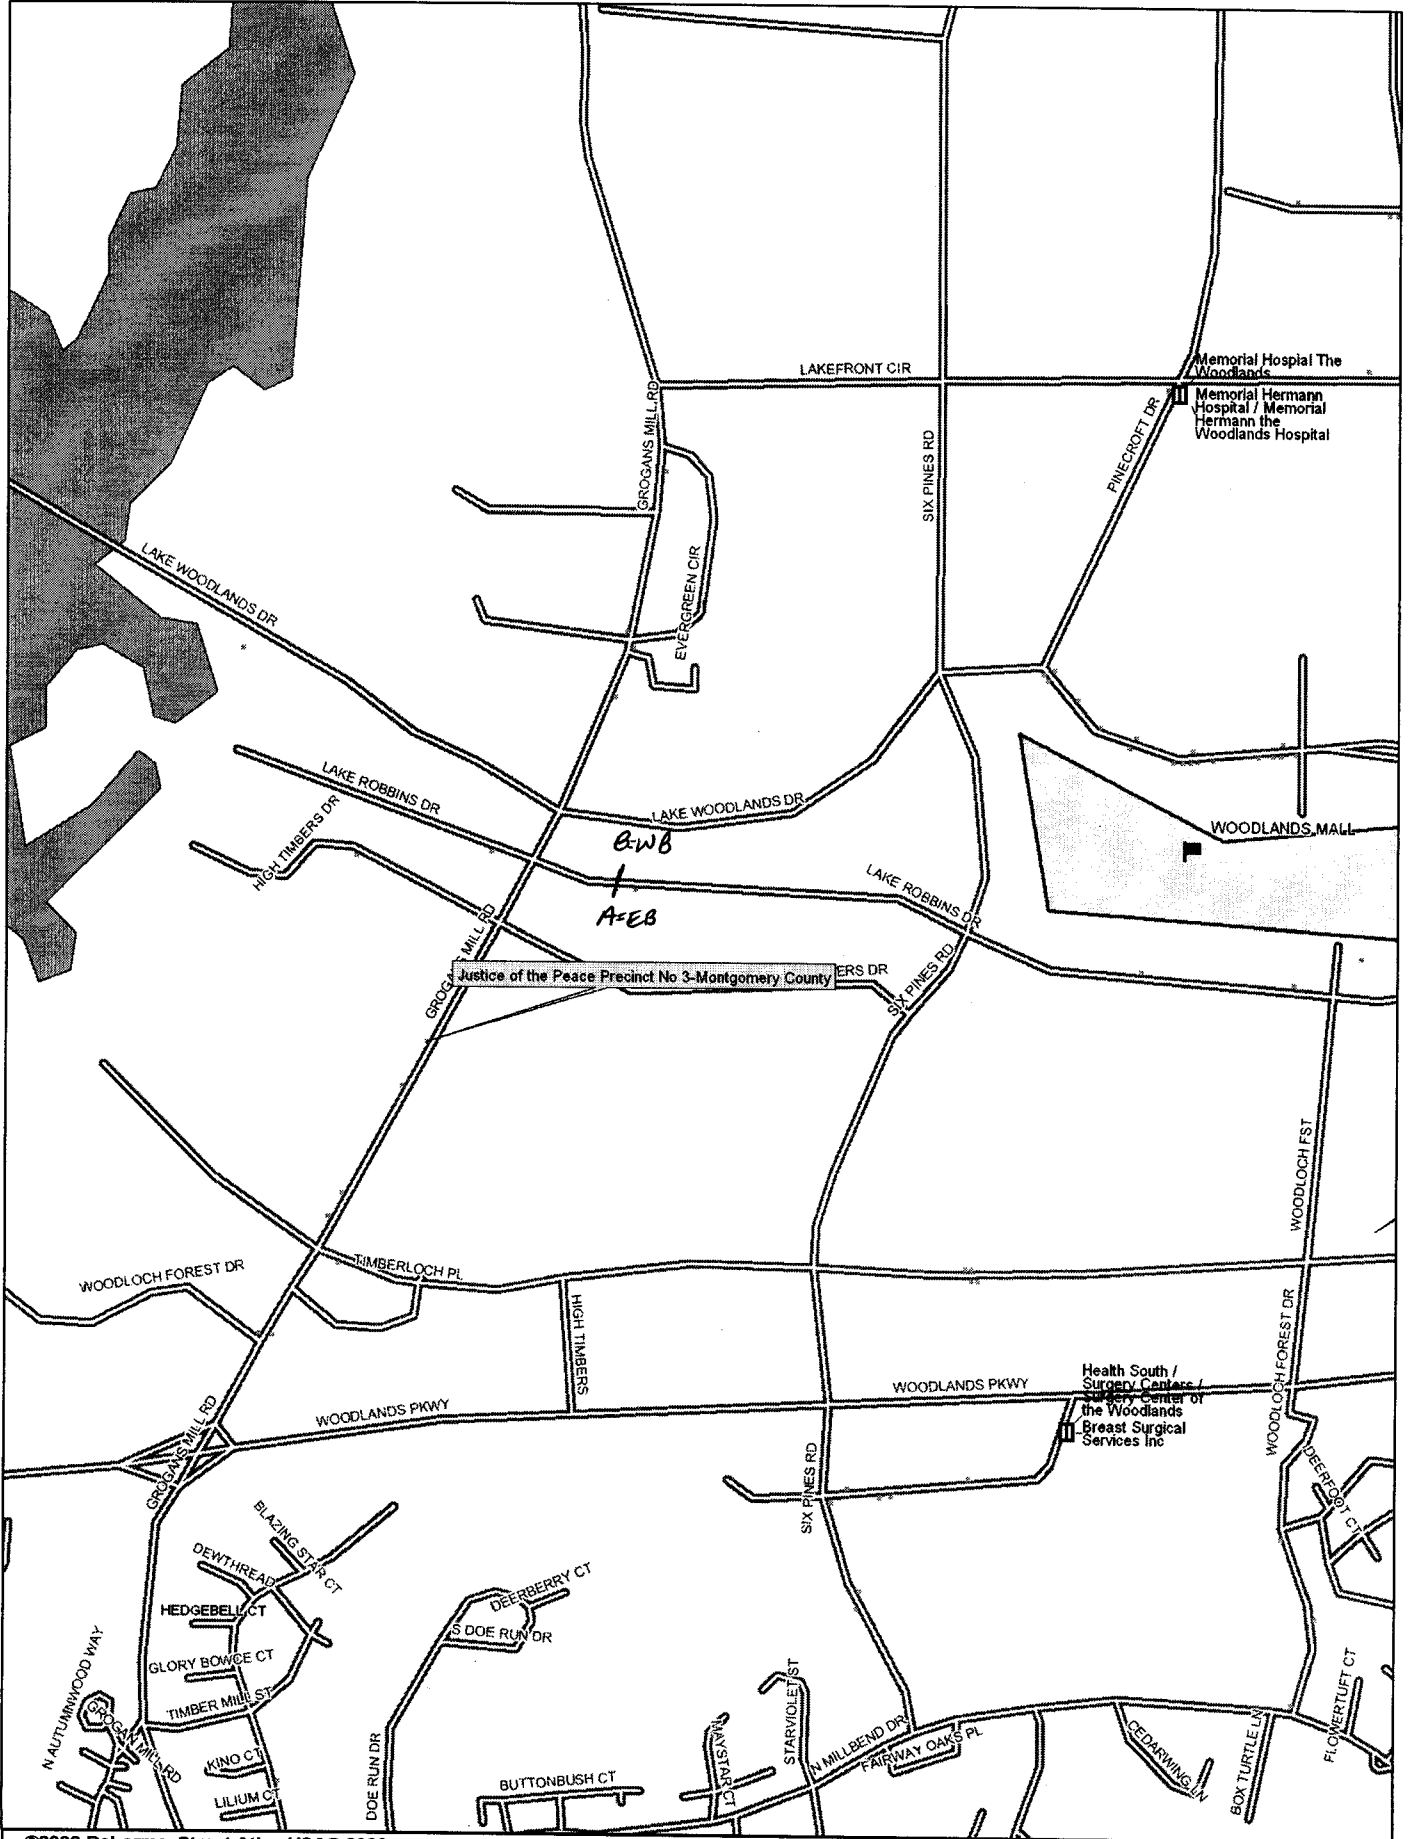 LAKEFRONT CIR
Memorial Hospial The
Woodlands
Memorial Hermann
Hospital / Memorial
Hermann the
Woodlands Hospital
GROGANS MILL RD
SIX PINES RD
PINECROFT DR
EVERGREEN CIR
LAKE WOODLANDS DR
LAKE ROBBINS DR
HIGH TIMBERS DR
LAKE WOODLANDS DR
B=WB
A=EB
WOODLANDS MALL
LAKE ROBBINS DR
GROGANS MILL RD
Justice of the Peace Precinct No 3-Montgomery County
ERS DR
SIX PINES RD
WOODLOCH FST
WOODLOCH FOREST DR
TIMBERLOCH PL
HIGH TIMBERS
WOODLOCH FOREST DR
Health South /
Surgery Centers /
Surgery Center of
the Woodlands
Breast Surgical
Services Inc
WOODLANDS PKWY
WOODLANDS PKWY
GROGANS MILL RD
SIX PINES RD
DEERFOOT CT
BLAZING STAR CT
DEWTHREAD
HEDGEBELL CT
GLORY BOWCE CT
TIMBER MILL ST
DEERBERRY CT
S DOE RUN DR
N AUTUMNWOOD WAY
GROGAN MILL RD
KINO CT
LILIUM CT
DOE RUN DR
BUTTONBUSH CT
MAYSTAR CT
STARVIOLET ST
N MILLBEND DR
FAIRWAY OAKS PL
CEDARWING LN
BOX TURTLE LN
FLOWERTUFT CT